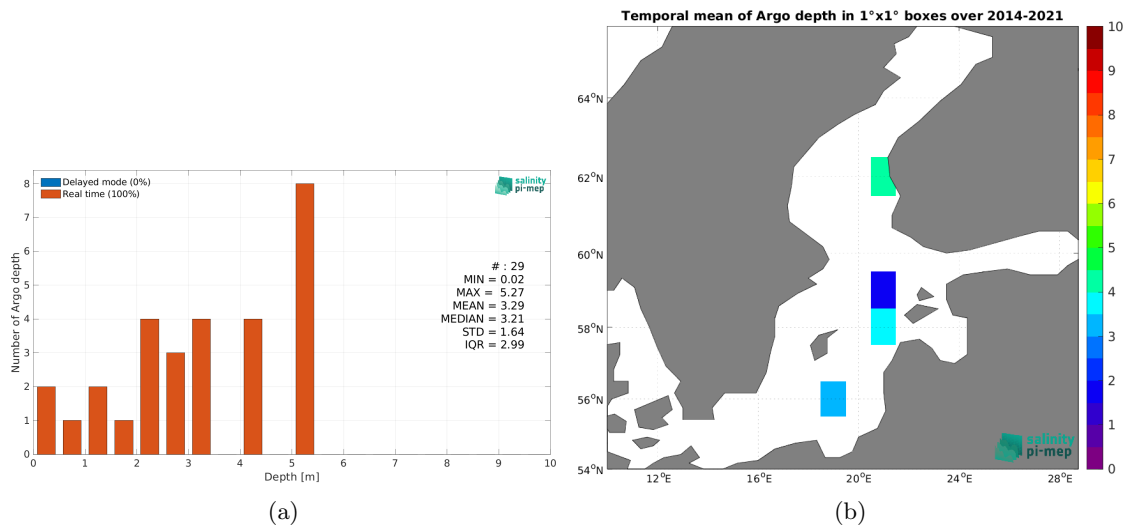 Delayed mode (0%)
Real time (100%)
salinity
pi-mep
Number of Argo depth
8
7
6
5
4
3
2
1
0
# : 29
MIN = 0.02
MAX = 5.27
MEAN = 3.29
MEDIAN = 3.21
STD = 1.64
IQR = 2.99
0 1 2 3 4 5 6 7 8 9 10
Depth [m]
(a)
Temporal mean of Argo depth in 1°x1° boxes over 2014-2021
64°N
62°N
60°N
58°N
56°N
54°N
12°E 16°E 20°E 24°E 28°E
salinity
pi-mep
10
9
8
7
6
5
4
3
2
1
0
(b)